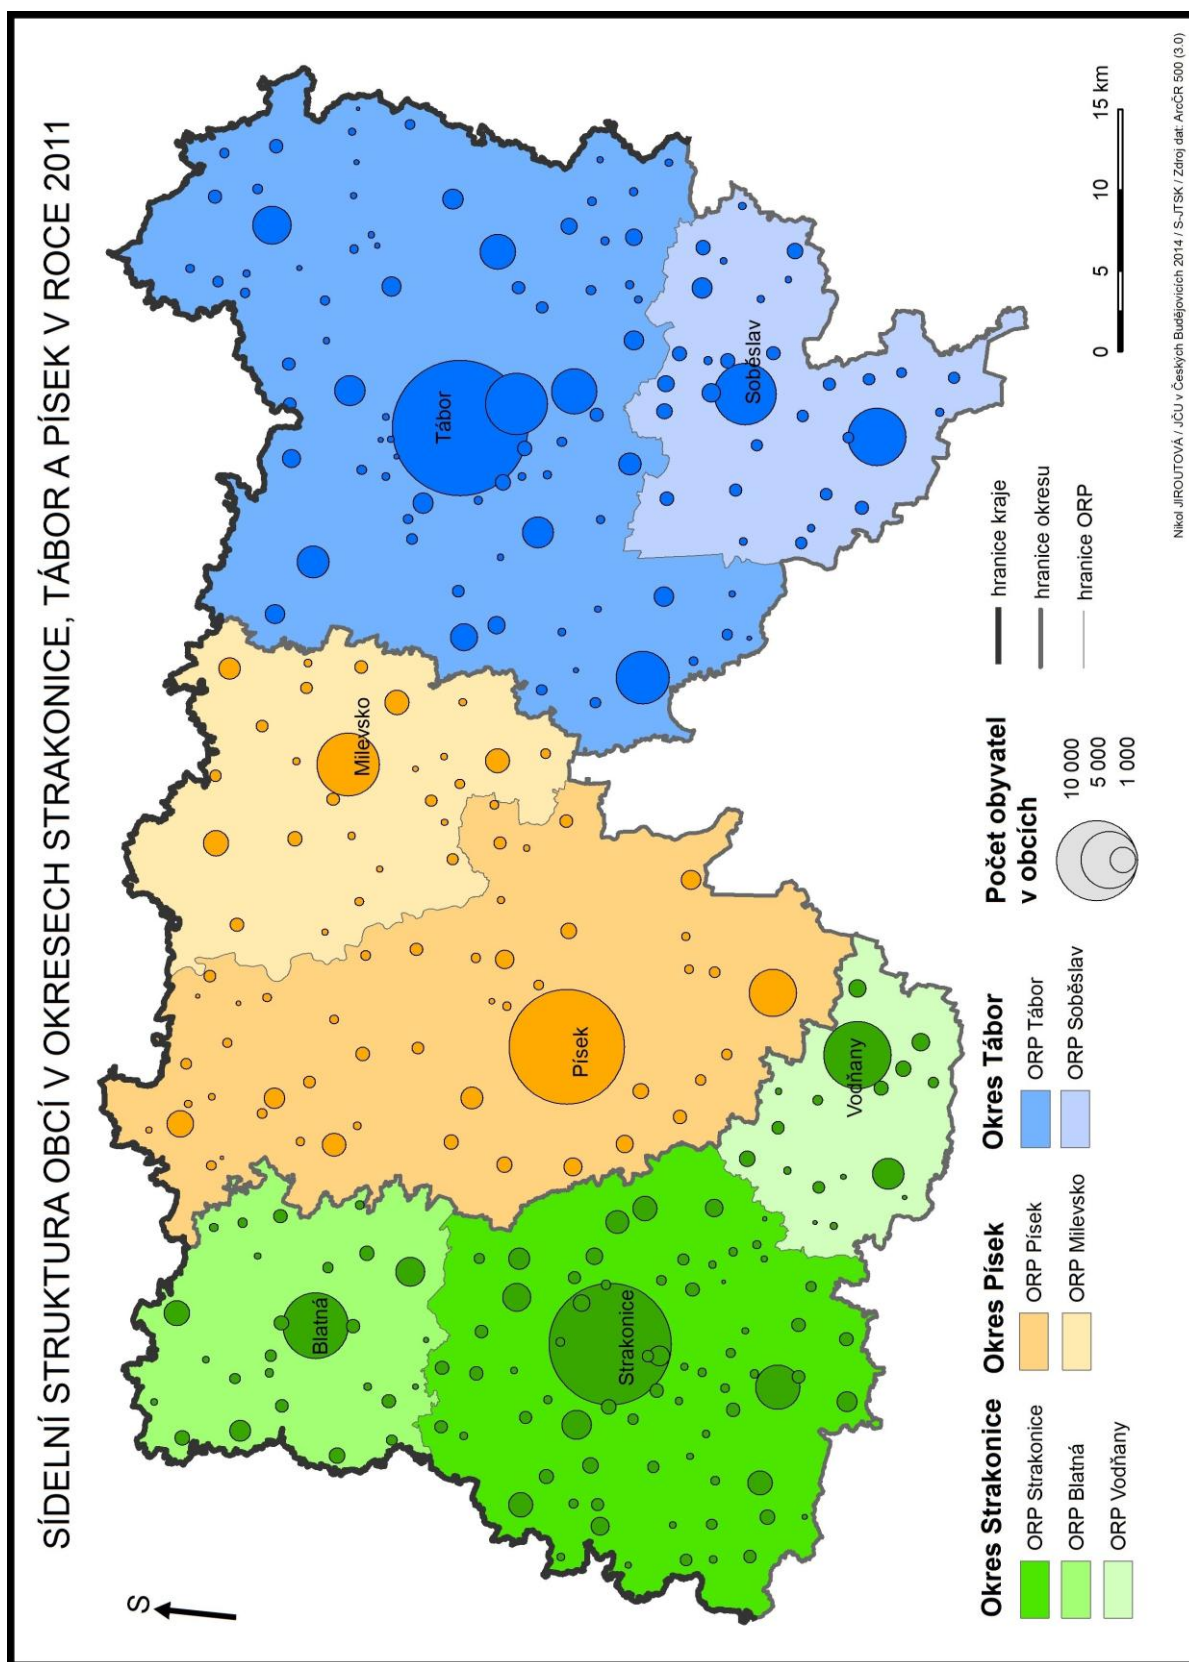 SÍDELNÍ STRUKTURA OBCÍ V OKRESECH STRAKONICE, TÁBOR A PÍSEK V ROCE 2011
S
Blatná
Strakonice
Vodňany
Písek
Milevsko
Tábor
Soběslav
Okres Strakonice
ORP Strakonice
ORP Blatná
ORP Vodňany
Okres Písek
ORP Písek
ORP Milevsko
Okres Tábor
ORP Tábor
ORP Soběslav
Počet obyvatel
v obcích
10 000
5 000
1 000
hranice kraje
hranice okresu
hranice ORP
0 5 10 15 km
Nikol JIROUTOVÁ / JČU v Českých Budějovicích 2014 / S-JTSK / Zdroj dat: ArcČR 500 (3.0)